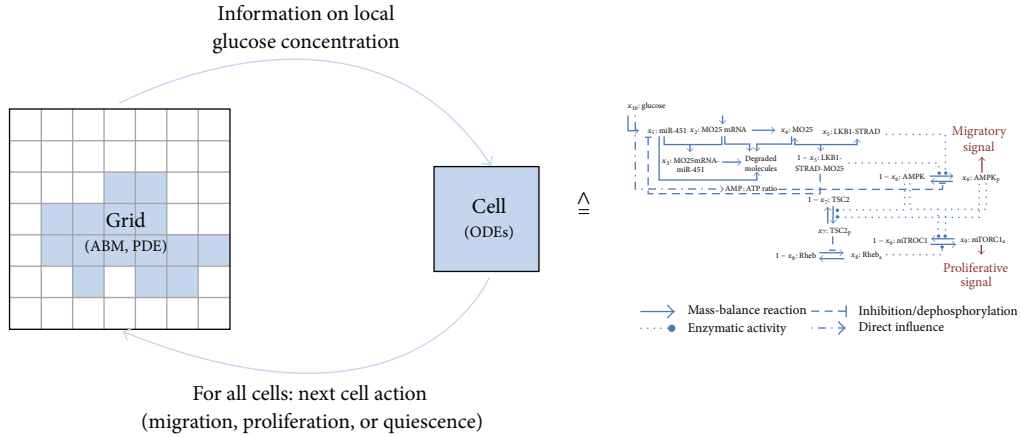 Information on local
glucose concentration
Grid
(ABM, PDE)
Cell
(ODEs)
≙
For all cells: next cell action
(migration, proliferation, or quiescence)
x10: glucose
x1: miR-451
x2: MO25 mRNA
x4: MO25
x5: LKB1-STRAD
Migratory
signal
x3: MO25mRNA-
miR-451
Degraded
molecules
1 − x5: LKB1-
STRAD-MO25
1 − x6: AMPK
x6: AMPKp
AMP: ATP ratio
1 − x7: TSC2
x7: TSC2p
1 − x9: mTROC1
x9: mTORC1a
1 − x8: Rheb
x8: Rheba
Proliferative
signal
Mass-balance reaction
Inhibition/dephosphorylation
Enzymatic activity
Direct influence